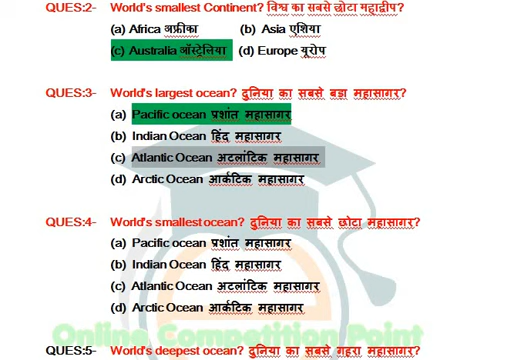 QUES:2- World's smallest Continent? विश्व का सबसे छोटा महाद्वीप?
(a) Africa अफ्रीका (b) Asia एशिया
(c) Australia ऑस्ट्रेलिया (d) Europe यूरोप
QUES:3- World's largest ocean? दुनिया का सबसे बडा महासागर?
(a) Pacific ocean प्रशांत महासागर
(b) Indian Ocean हिंद महासागर
(c) Atlantic Ocean अटलांटिक महासागर
(d) Arctic Ocean आर्कटिक महासागर
QUES:4- World's smallest ocean? दुनिया का सबसे छोटा महासागर?
(a) Pacific ocean प्रशांत महासागर
(b) Indian Ocean हिंद महासागर
(c) Atlantic Ocean अटलांटिक महासागर
(d) Arctic Ocean आर्कटिक महासागर
Online Competition Point
QUES:5- World's deepest ocean? दुनिया का सबसे गहरा महासागर?